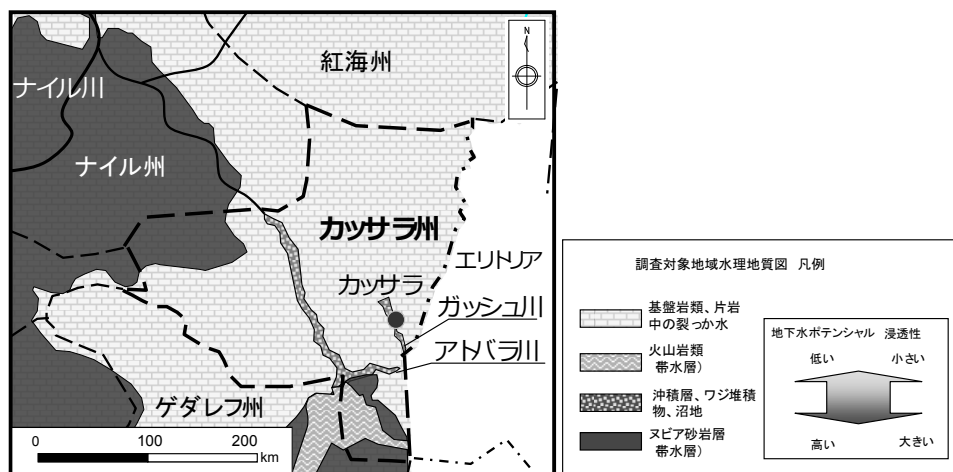 N
紅海州
ナイル川
ナイル州
カッサラ州
エリトリア
カッサラ
ガッシュ川
アトバラ川
ゲダレフ州
0 100 200
km
調査対象地域水理地質図 凡例
基盤岩類、片岩
中の裂っか水
火山岩類
帯水層)
沖積層、ワジ堆積
物、沼地
ヌビア砂岩層
帯水層)
地下水ポテンシャル 浸透性
低い 小さい
高い 大きい